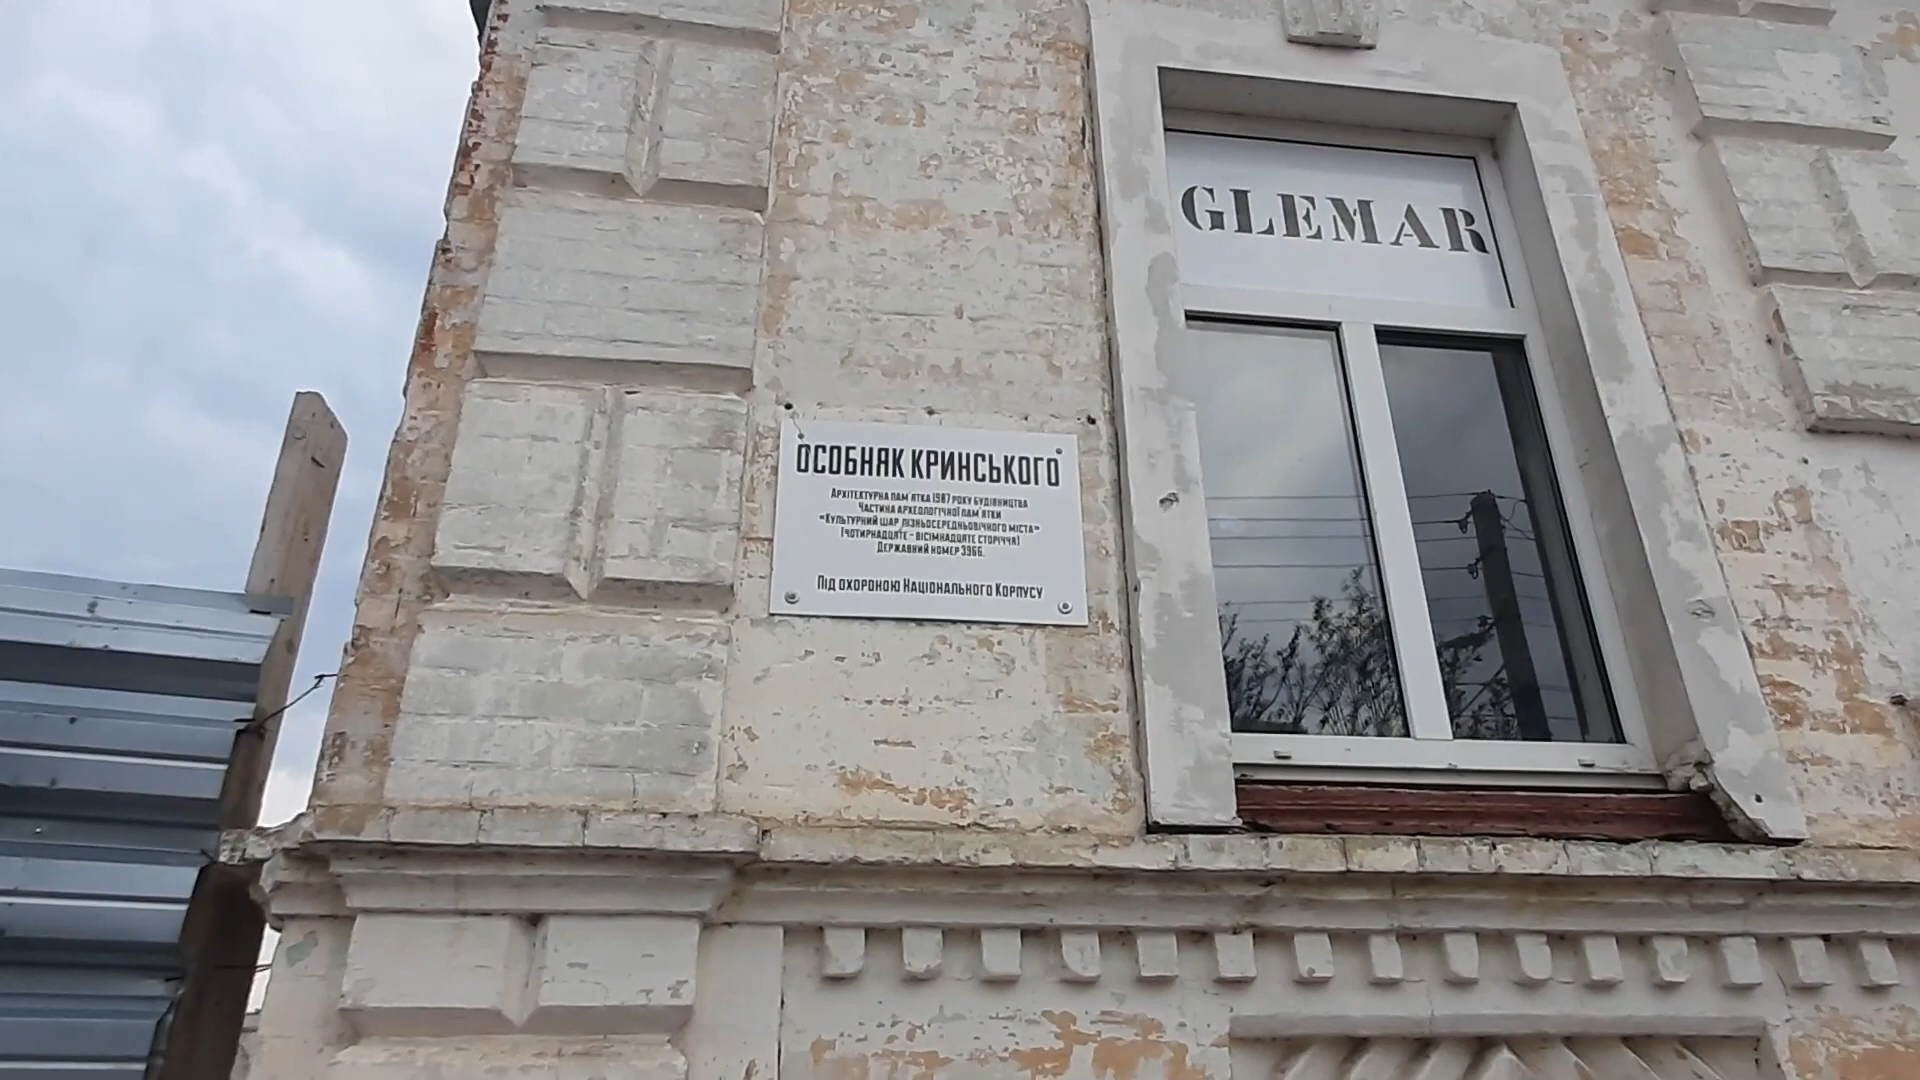 GLEMAR
ОСОБНЯК КРИНСЬКОГО
Архітектурна пам'ятка 1987 року будівництва
Частина археологічної пам'ятки
«Культурний шар пізньосередньовічного міста»
(чотирнадцяте - вісімнадцяте сторіччя)
Державний номер 3966.
Під охороною Національного Корпусу